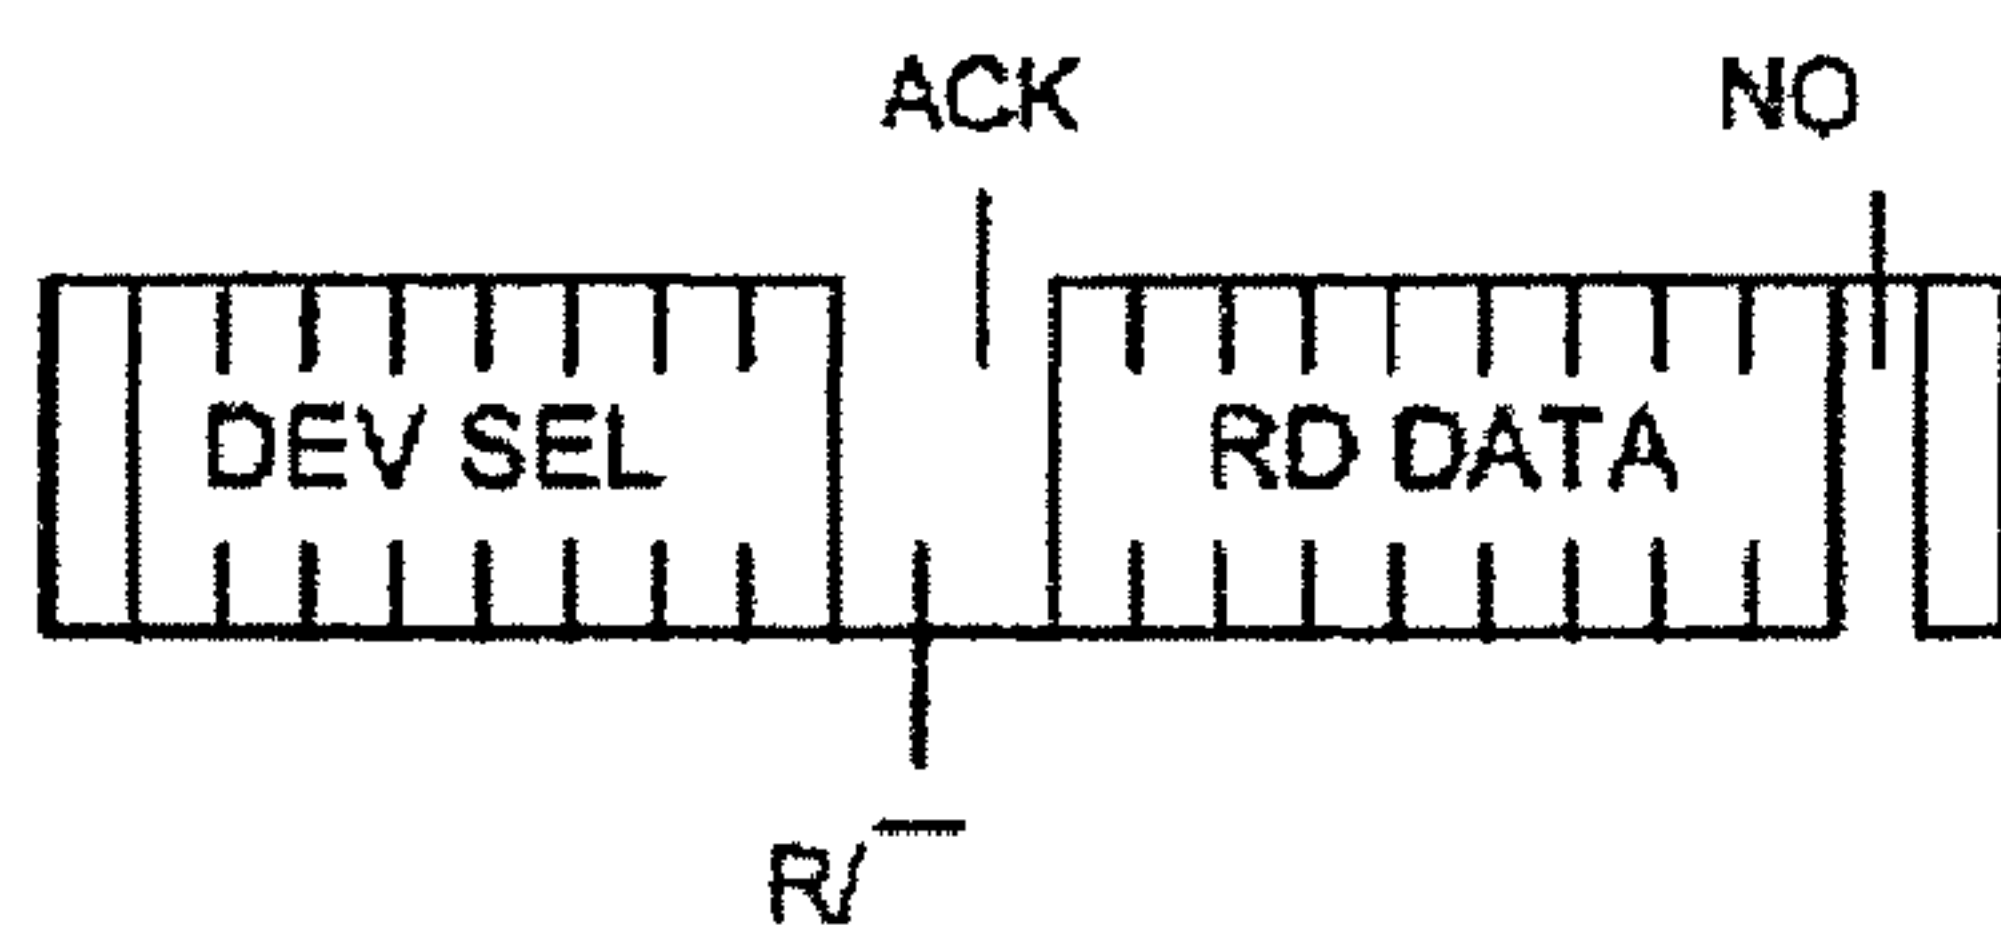 ACK
NO
DEV SEL
RD DATA
R/